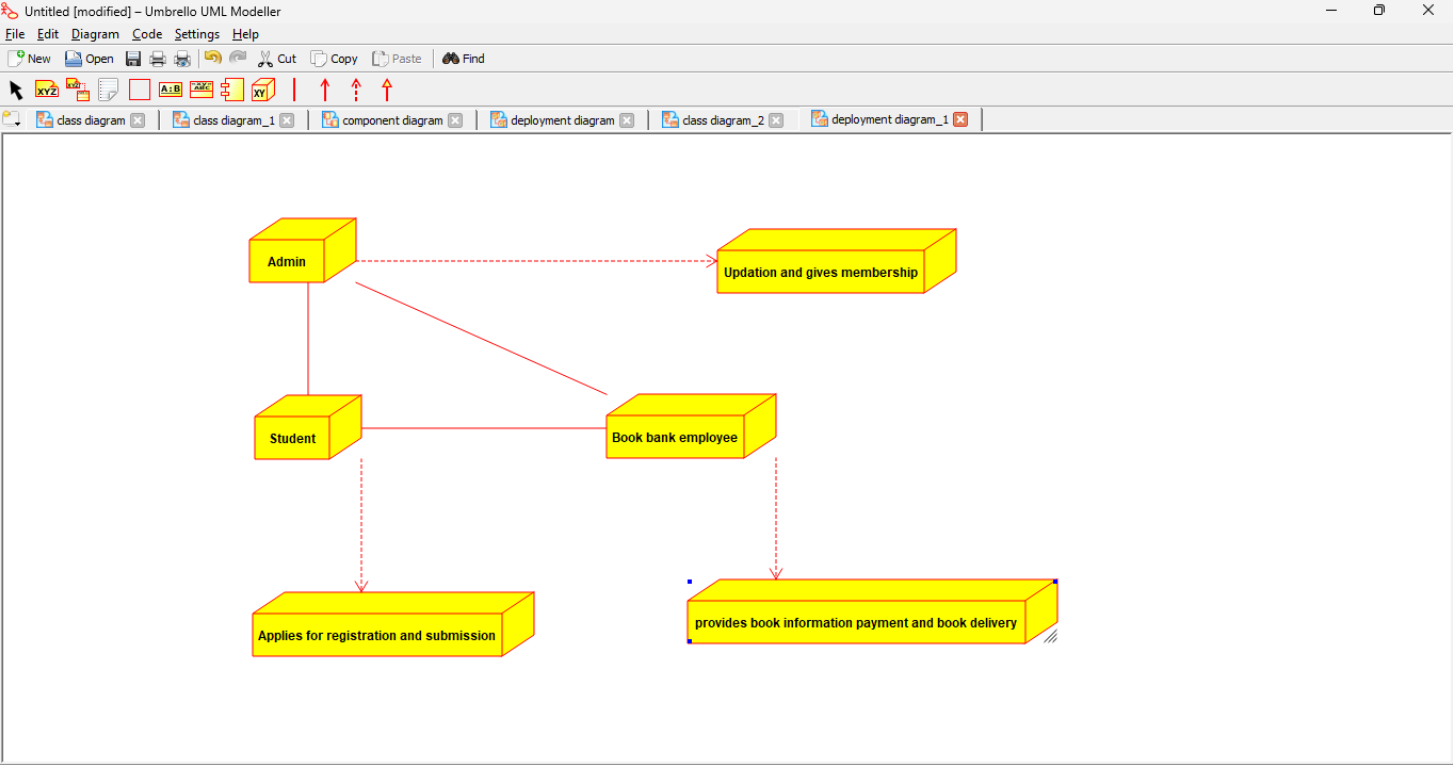 Untitled [modified] – Umbrello UML Modeller
File Edit Diagram Code Settings Help
New Open Cut Copy Paste Find
XYZ XYZ A:B ABC XY
class diagram class diagram_1 component diagram deployment diagram class diagram_2 deployment diagram_1
Admin
Updation and gives membership
Student
Book bank employee
Applies for registration and submission
provides book information payment and book delivery